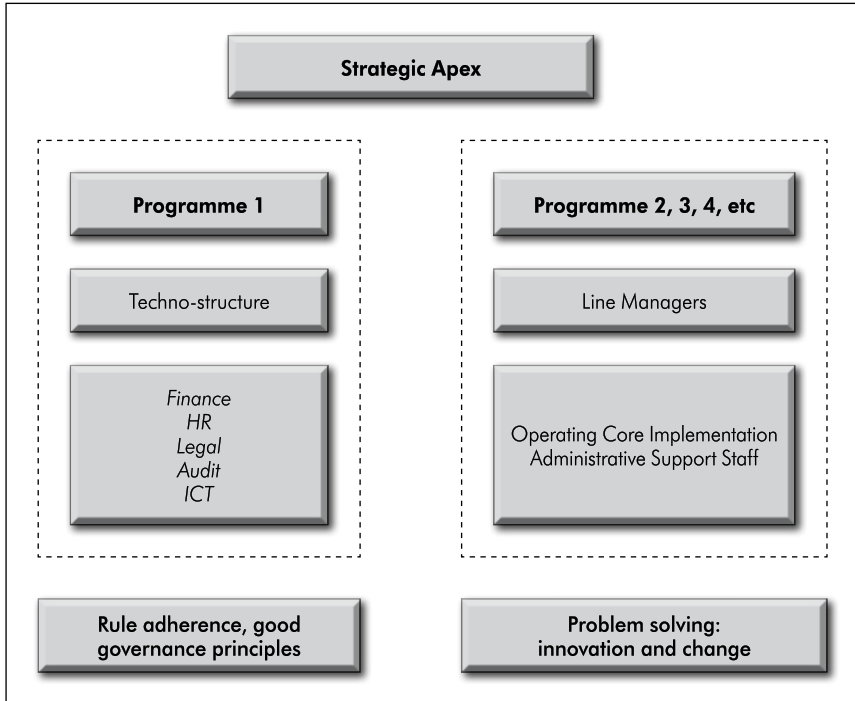 Strategic Apex
Programme 1
Techno-structure
Finance
HR
Legal
Audit
ICT
Rule adherence, good
governance principles
Programme 2, 3, 4, etc
Line Managers
Operating Core Implementation
Administrative Support Staff
Problem solving:
innovation and change